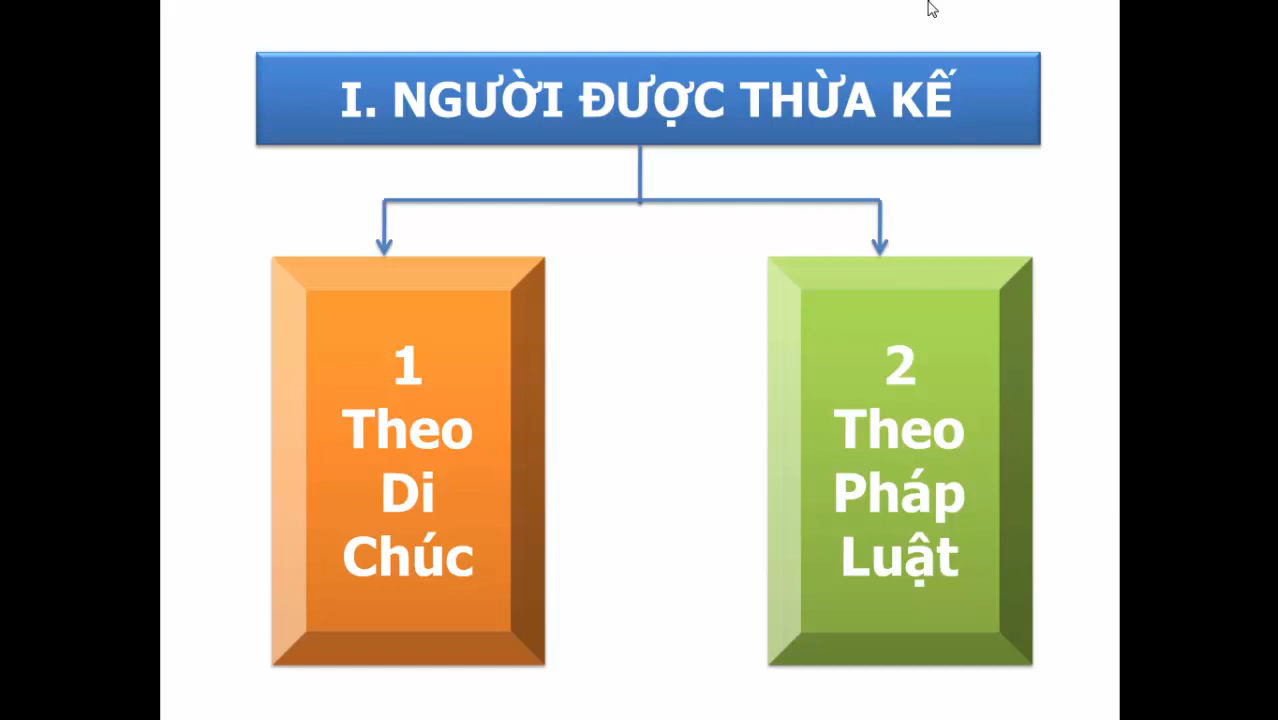 I. NGƯỜI ĐƯỢC THỪA KẾ
1
Theo
Di
Chúc
2
Theo
Pháp
Luật